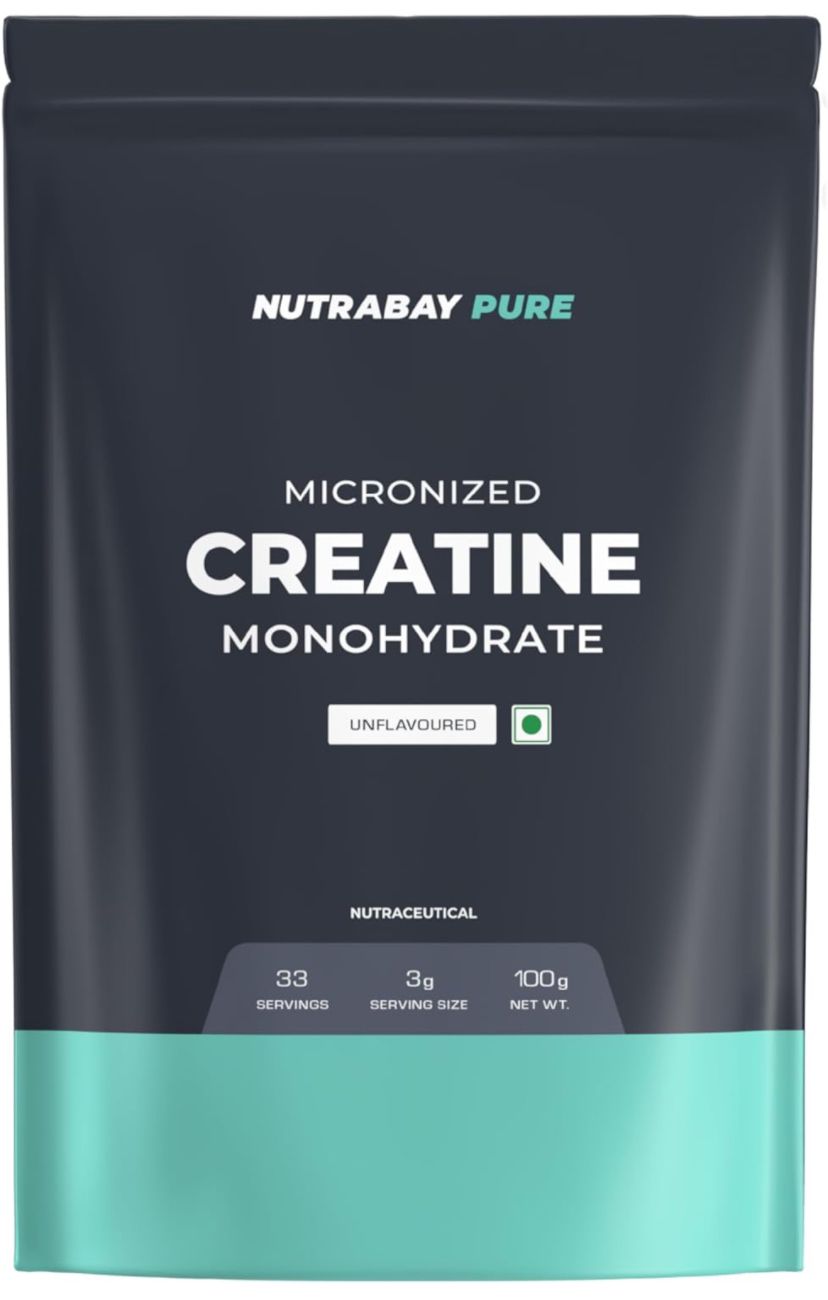 NUTRABAY PURE
MICRONIZED
CREATINE
MONOHYDRATE
UNFLAVOURED
NUTRACEUTICAL
33 3g 100g
SERVINGS SERVING SIZE NET WT.